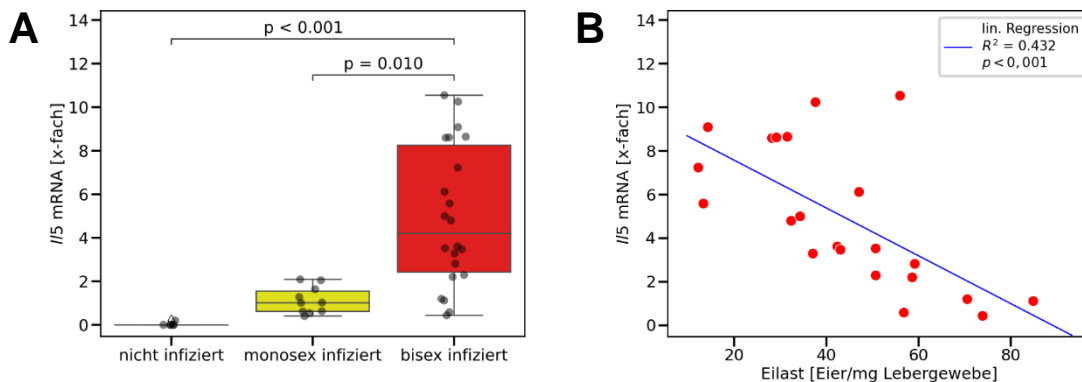 A
Il5 mRNA [x-fach]
14
12
10
8
6
4
2
0
p < 0.001
p = 0.010
nicht infiziert
monosex infiziert
bisex infiziert
B
Il5 mRNA [x-fach]
14
12
10
8
6
4
2
0
lin. Regression
R² = 0.432
p < 0,001
20
40
60
80
Eilast [Eier/mg Lebergewebe]